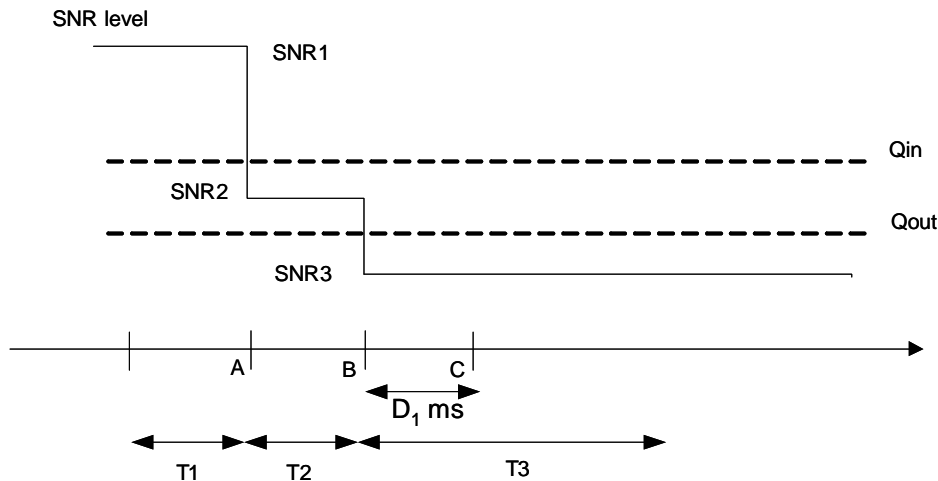 SNR level
SNR1
Qin
SNR2
Qout
SNR3
A
B
C
D₁ ms
T1
T2
T3